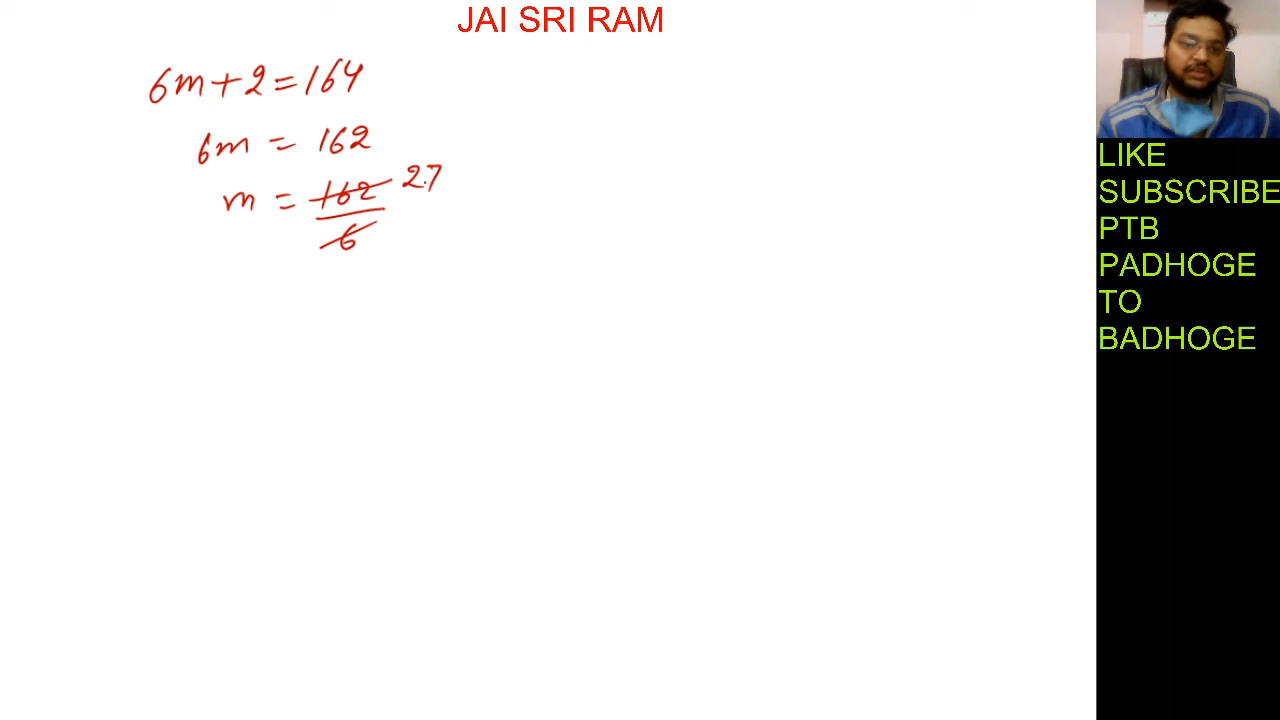 JAI SRI RAM
6m + 2 = 164
6m = 162
m = 162/6 27
LIKE
SUBSCRIBE
PTB
PADHOGE
TO
BADHOGE